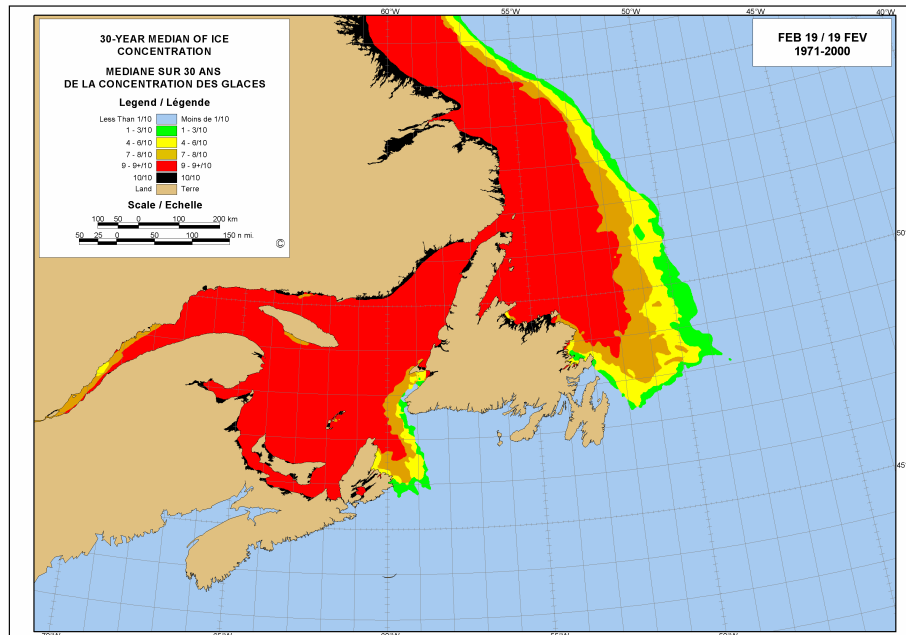 60°W 55°W 50°W 45°W 40°W
30-YEAR MEDIAN OF ICE
CONCENTRATION
MEDIANE SUR 30 ANS
DE LA CONCENTRATION DES GLACES
Legend / Légende
Less Than 1/10 Moins de 1/10
1 - 3/10 1 - 3/10
4 - 6/10 4 - 6/10
7 - 8/10 7 - 8/10
9 - 9+/10 9 - 9+/10
10/10 10/10
Land Terre
Scale / Echelle
100 50 0 100 200 km
50 25 0 50 100 150 n mi.
©
FEB 19 / 19 FEV
1971-2000
50°
45°